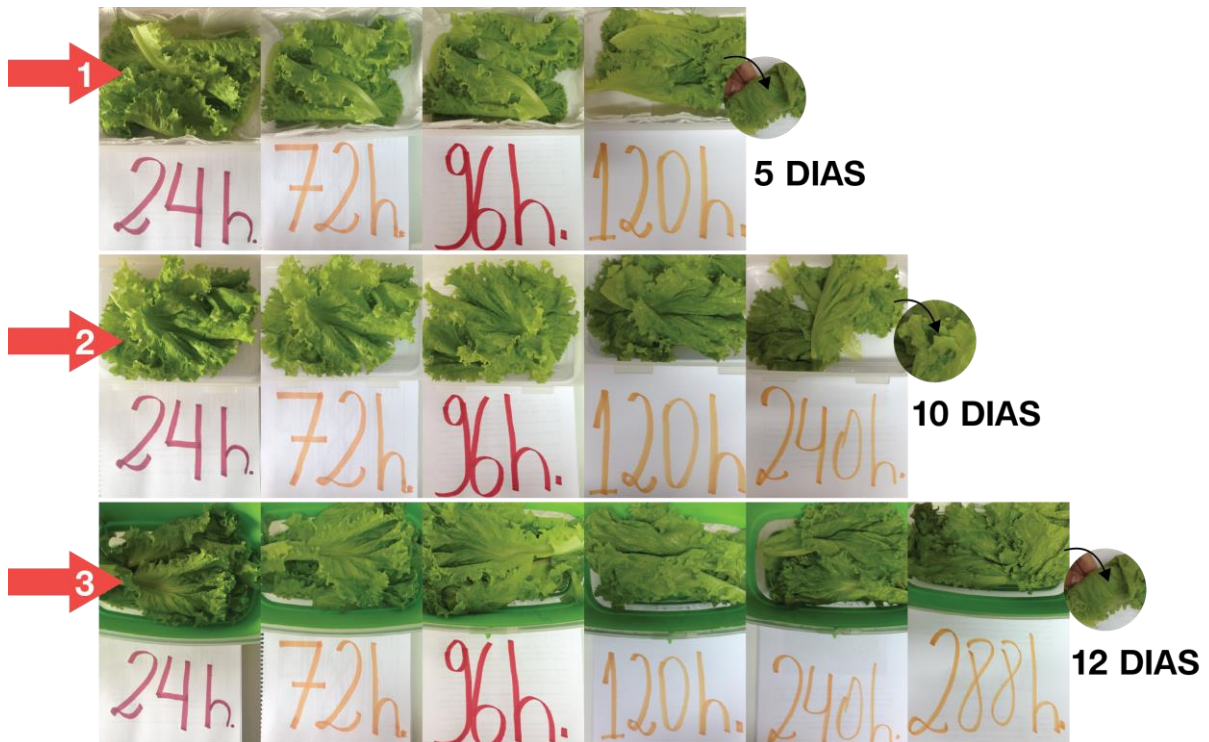 1
24h. 72h. 96h. 120h
5 DIAS
2
24h. 72h. 96h. 120h 240h.
10 DIAS
3
24h. 72h. 96h. 120h. 240h. 288h.
12 DIAS